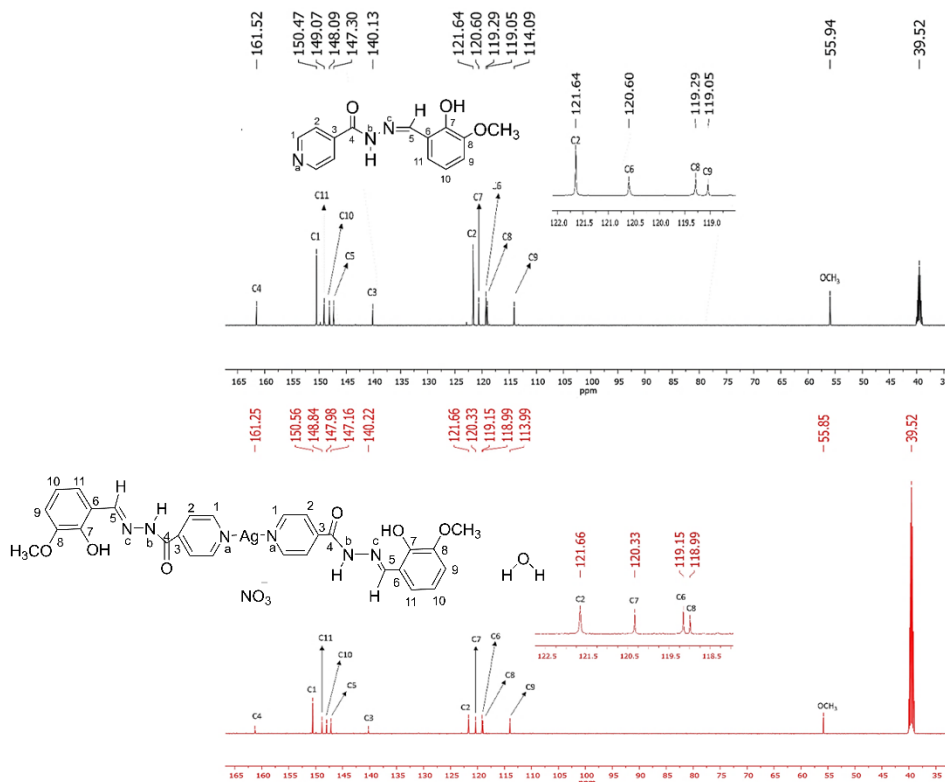 161.52
150.47
149.07
148.09
147.30
140.13
121.64
120.60
119.29
119.05
114.09
55.94
39.52
O
4
N
b
H
N
c
H
5
OH
7
6
8
OCH₃
9
10
11
1
2
3
N
a
121.64
120.60
119.29
119.05
C2
C6
C8
C9
122.0 121.5 121.0 120.5 120.0 119.5 119.0
C4
C1
C11
C10
C5
C3
C2
C7
C8
C9
OCH₃
165 160 155 150 145 140 135 130 125 120 115 110 105 100 95 90 85 80 75 70 65 60 55 50 45 40 35
ppm
161.25
150.56
148.84
147.98
147.16
140.22
121.66
120.33
119.15
118.99
113.99
55.85
39.52
10
11
9
6
8
7
H₃CO
OH
H
5
N
c
H
N
b
4
O
2
1
3
N
a
Ag
N
a
1
2
3
4
O
N
b
H
N
c
5
H
HO
7
6
8
OCH₃
9
10
11
NO₃⁻
H O H
121.66
120.33
119.15
118.99
C2
C7
C6
C8
122.5 121.5 120.5 119.5 118.5
C4
C1
C11
C10
C5
C3
C2
C7
C6
C8
C9
OCH₃
165 160 155 150 145 140 135 130 125 120 115 110 105 100 95 90 85 80 75 70 65 60 55 50 45 40 35